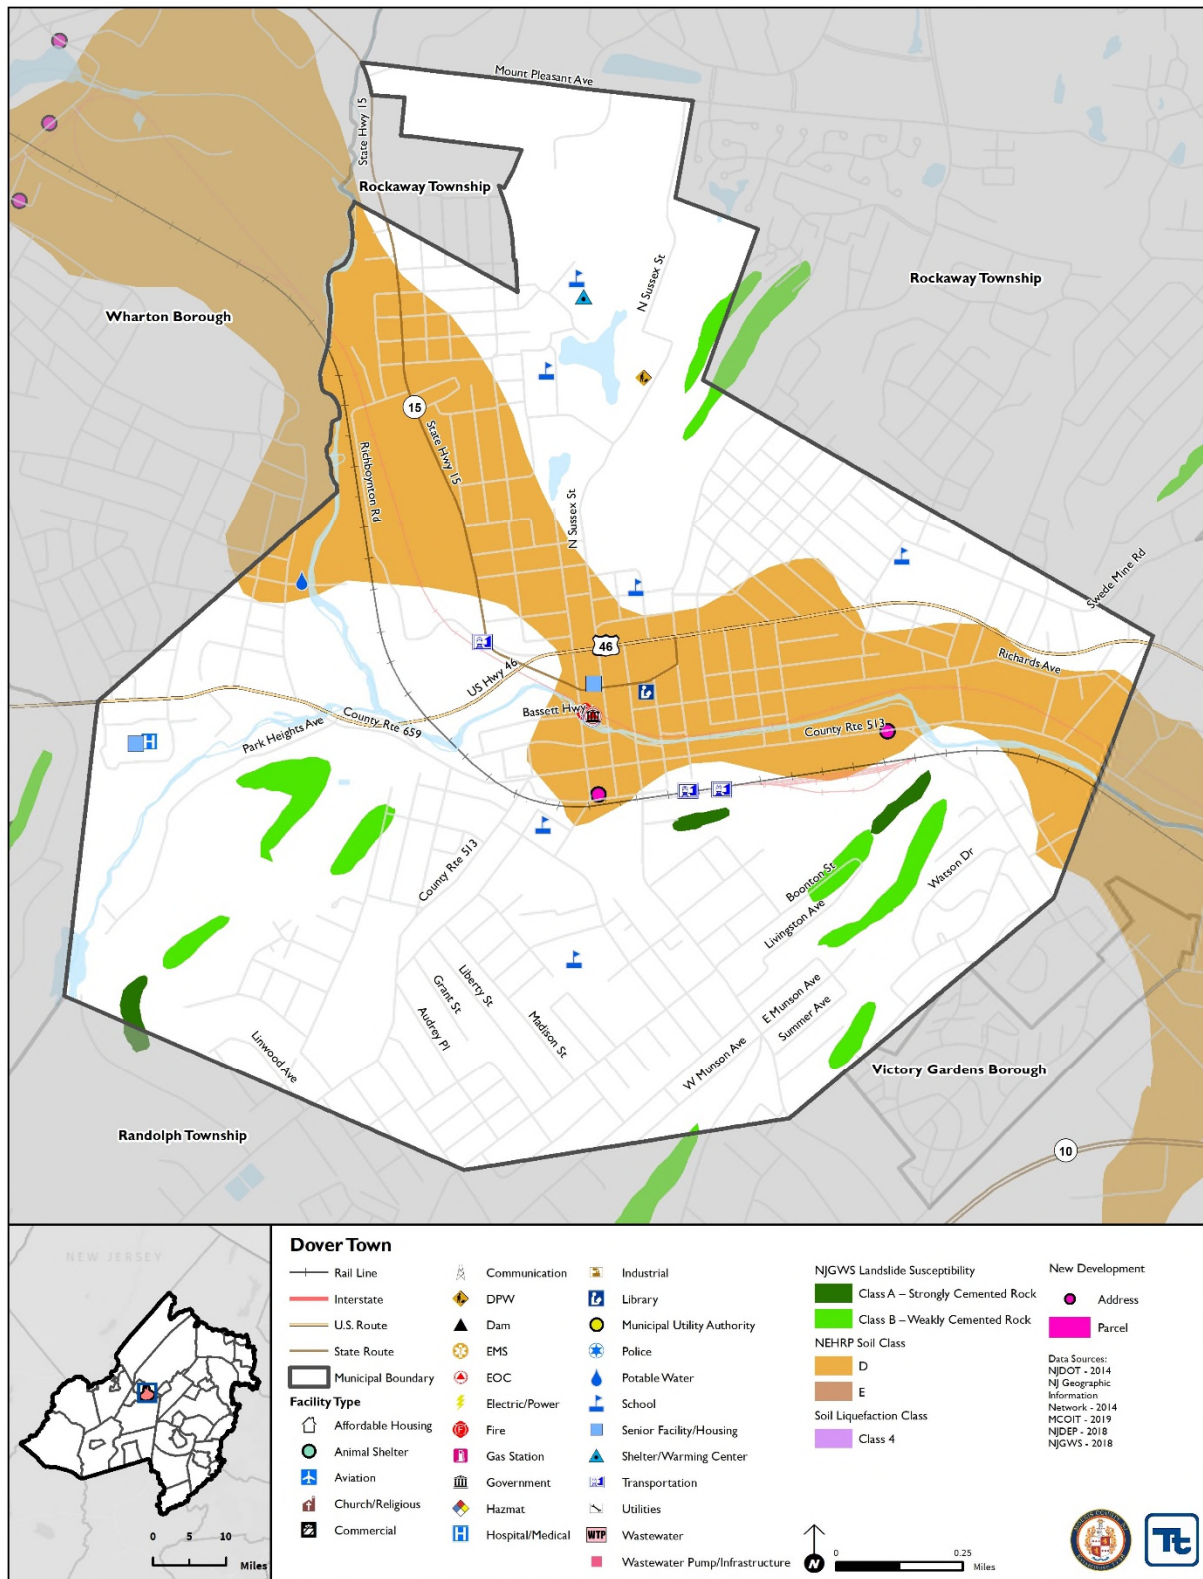 Mount Pleasant Ave
State Hwy 15
Rockaway Township
N Sussex St
Rockaway Township
Wharton Borough
15
State Hwy 15
Richboynton Rd
N Sussex St
Swede Mine Rd
46
Richards Ave
US Hwy 46
Bassett Hwy
County Rte 513
County Rte 659
Park Heights Ave
H
County Rte 513
Boonton St
Watson Dr
Livingston Ave
Liberty St
Grant St
Audrey Pl
Madison St
E Munson Ave
Summer Ave
Linwood Ave
W Munson Ave
Victory Gardens Borough
Randolph Township
10
NEW JERSEY
0 5 10
Miles
Dover Town
Rail Line
Interstate
U.S. Route
State Route
Municipal Boundary
Facility Type
Affordable Housing
Animal Shelter
Aviation
Church/Religious
Commercial
Communication
DPW
Dam
EMS
EOC
Electric/Power
F Fire
Gas Station
Government
Hazmat
H Hospital/Medical
Industrial
Library
Municipal Utility Authority
Police
Potable Water
School
Senior Facility/Housing
Shelter/Warming Center
Transportation
Utilities
WTP Wastewater
Wastewater Pump/Infrastructure
NJGWS Landslide Susceptibility
Class A – Strongly Cemented Rock
Class B – Weakly Cemented Rock
NEHRP Soil Class
D
E
Soil Liquefaction Class
Class 4
New Development
Address
Parcel
Data Sources:
NJDOT - 2014
NJ Geographic
Information
Network - 2014
MCOIT - 2019
NJDEP - 2018
NJGWS - 2018
N
0 0.25
Miles
Tt